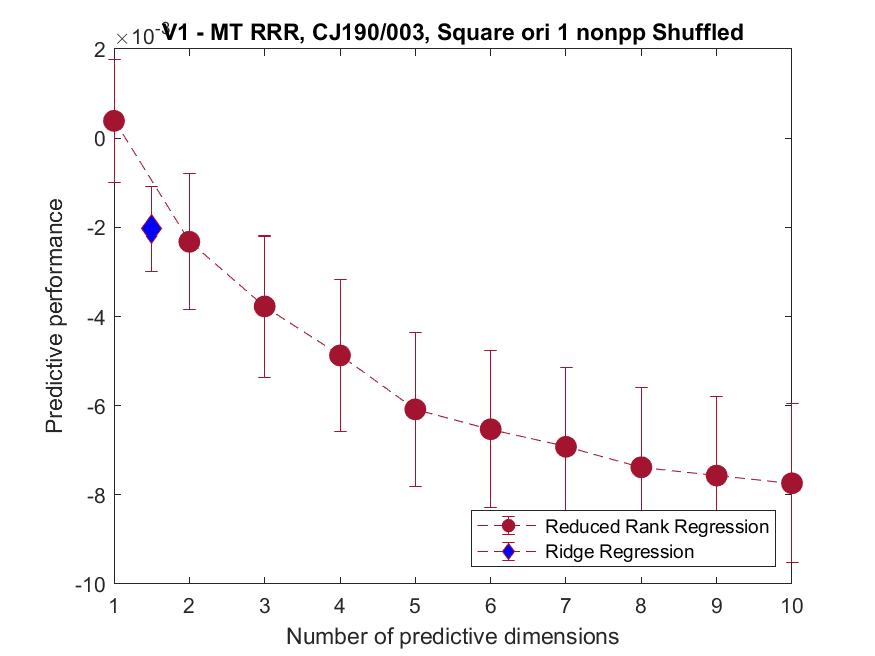 ×10⁻³
V1 - MT RRR, CJ190/003, Square ori 1 nonpp Shuffled
2
0
-2
-4
-6
-8
-10
Predictive performance
Reduced Rank Regression
Ridge Regression
1 2 3 4 5 6 7 8 9 10
Number of predictive dimensions